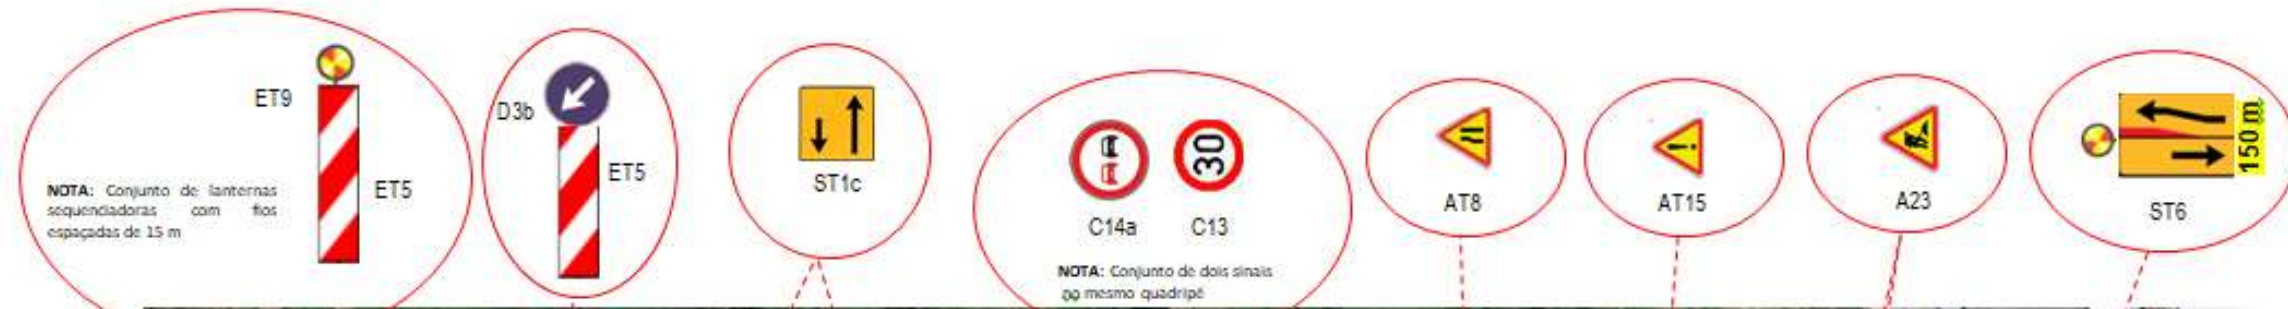 ET9
ET5
NOTA: Conjunto de lanternas
sequenciadoras com fios
espaçadas de 15 m
D3b
ET5
ST1c
30
C14a
C13
NOTA: Conjunto de dois sinais
no mesmo quadripé
AT8
!
AT15
A23
150 m
ST6